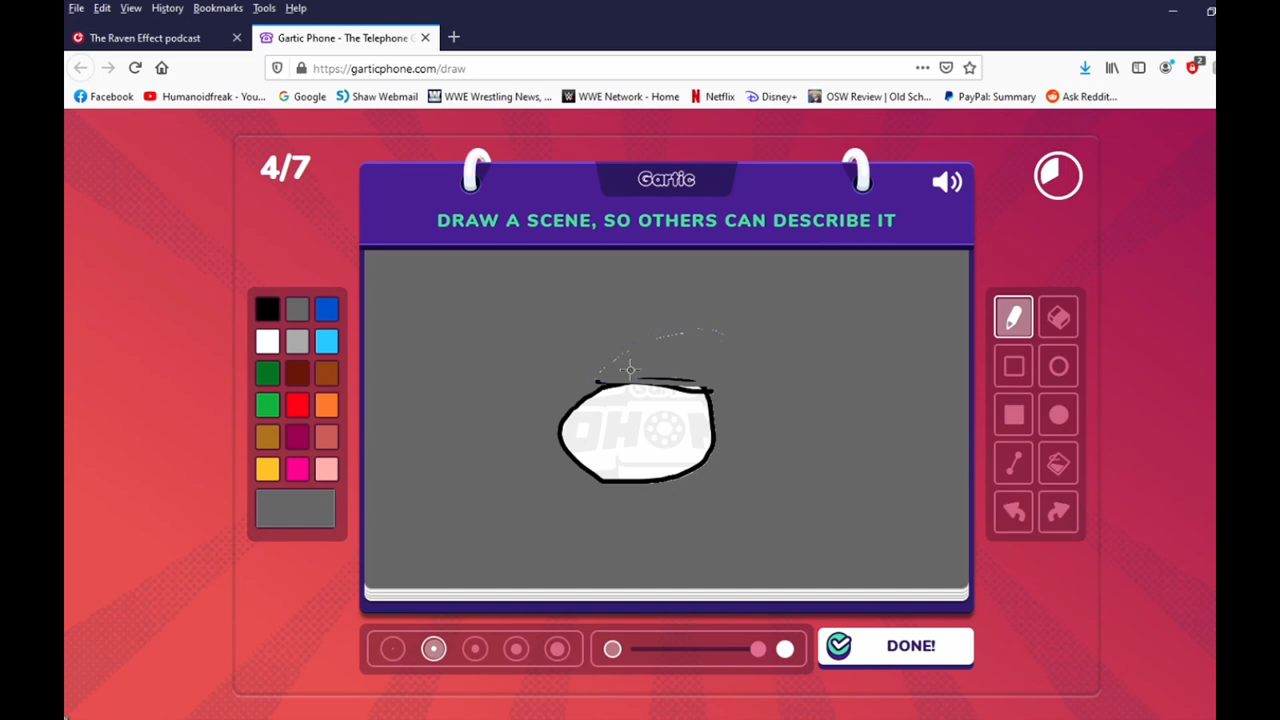 File Edit View History Bookmarks Tools Help
The Raven Effect podcast
Gartic Phone - The Telephone G
https://garticphone.com/draw
Facebook Humanoidfreak - You... Google Shaw Webmail WWE Wrestling News, ... WWE Network - Home Netflix Disney+ OSW Review | Old Sch... PayPal: Summary Ask Reddit...
2
4/7
Gartic
DRAW A SCENE, SO OTHERS CAN DESCRIBE IT
DONE!